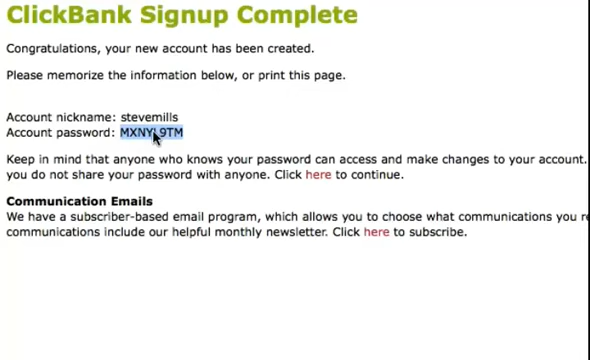 ClickBank Signup Complete
Congratulations, your new account has been created.
Please memorize the information below, or print this page.
Account nickname: stevemills
Account password: MXNYL9TM
Keep in mind that anyone who knows your password can access and make changes to your account.
you do not share your password with anyone. Click here to continue.
Communication Emails
We have a subscriber-based email program, which allows you to choose what communications you
communications include our helpful monthly newsletter. Click here to subscribe.